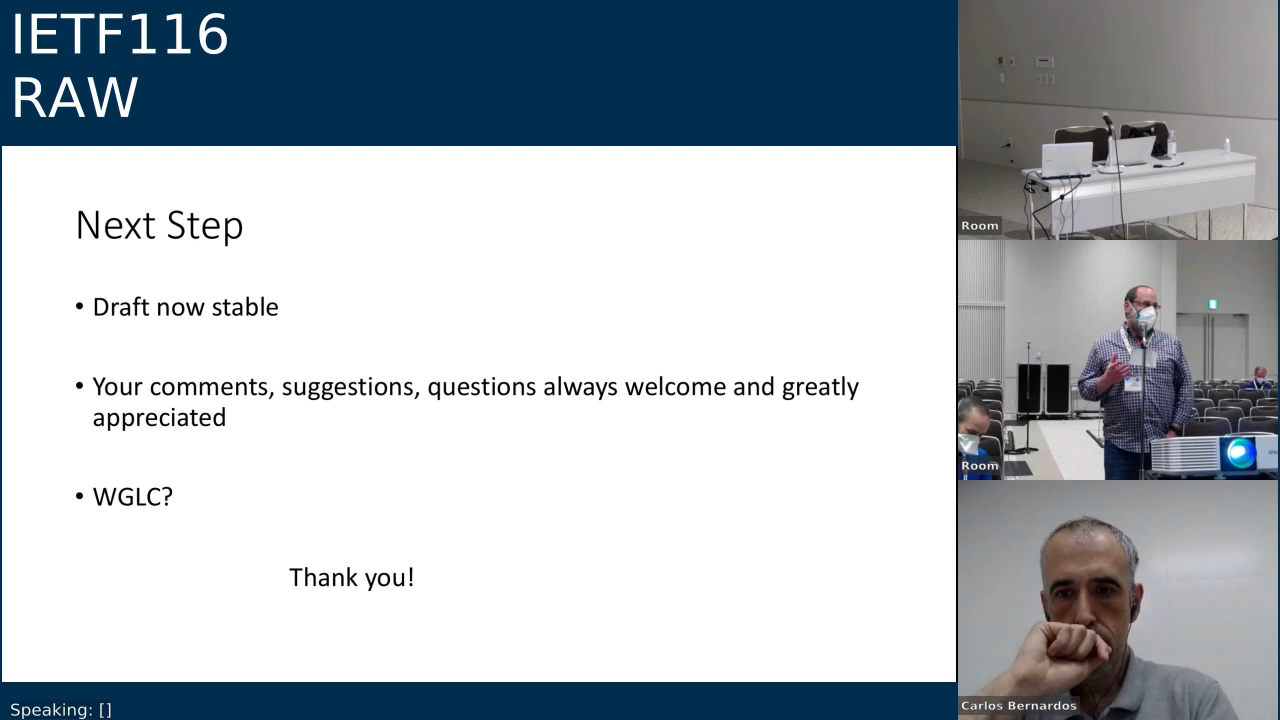 IETF116
RAW
Next Step
• Draft now stable
• Your comments, suggestions, questions always welcome and greatly
appreciated
• WGLC?
Thank you!
Speaking: []
Room
Room
Carlos Bernardos